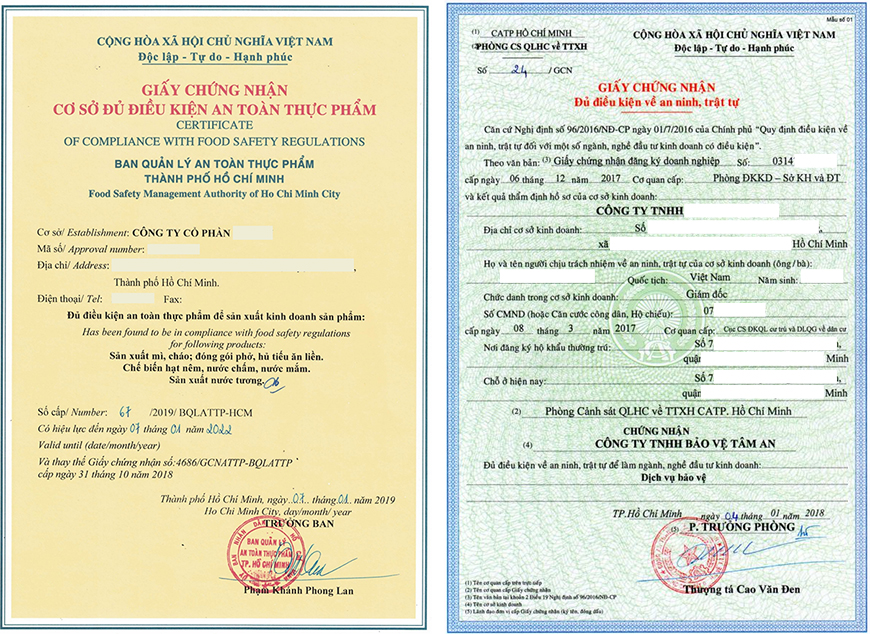 CỘNG HÒA XÃ HỘI CHỦ NGHĨA VIỆT NAM
Độc lập - Tự do - Hạnh phúc
GIẤY CHỨNG NHẬN
CƠ SỞ ĐỦ ĐIỀU KIỆN AN TOÀN THỰC PHẨM
CERTIFICATE
OF COMPLIANCE WITH FOOD SAFETY REGULATIONS
BAN QUẢN LÝ AN TOÀN THỰC PHẨM
THÀNH PHỐ HỒ CHÍ MINH
Food Safety Management Authority of Ho Chi Minh City
Cơ sở/ Establishment: CÔNG TY CỔ PHẦN
Mã số/ Approval number:
Địa chỉ/ Address:
Thành phố Hồ Chí Minh.
Điện thoại/ Tel: Fax:
Đủ điều kiện an toàn thực phẩm để sản xuất kinh doanh sản phẩm:
Has been found to be in compliance with food safety regulations
for following products:
Sản xuất mì, cháo; đóng gói phở, hủ tiếu ăn liền.
Chế biến hạt nêm, nước chấm, nước mắm.
Sản xuất nước tương.
Số cấp/ Number: 67 /2019/ BQLATTP-HCM
Có hiệu lực đến ngày 07 tháng 01 năm 2022
Valid until (date/month/year)
Và thay thế Giấy chứng nhận số:4686/GCNATTP-BQLATTP
cấp ngày 31 tháng 10 năm 2018
Thành phố Hồ Chí Minh, ngày 07. tháng 01. năm 2019
Ho Chi Minh City, day/month/ year
TRƯỞNG BAN
BAN QUẢN LÝ
AN TOÀN THỰC PHẨM
TP. HỒ CHÍ MINH
Phạm Khánh Phong Lan
Mẫu số 01
(1) CATP HỒ CHÍ MINH
PHÒNG CS QLHC về TTXH
Số 24 / GCN
CỘNG HÒA XÃ HỘI CHỦ NGHĨA VIỆT NAM
Độc lập - Tự do - Hạnh phúc
GIẤY CHỨNG NHẬN
Đủ điều kiện về an ninh, trật tự
Căn cứ Nghị định số 96/2016/NĐ-CP ngày 01/7/2016 của Chính phủ "Quy định điều kiện về
an ninh, trật tự đối với một số ngành, nghề đầu tư kinh doanh có điều kiện".
Theo văn bản: (3) Giấy chứng nhận đăng ký doanh nghiệp Số: 0314
cấp ngày 06 tháng 12 năm 2017 Cơ quan cấp: Phòng ĐKKD – Sở KH và ĐT
và kết quả thẩm định hồ sơ của cơ sở kinh doanh:
CÔNG TY TNHH
Địa chỉ cơ sở kinh doanh: Số
xã Hồ Chí Minh
Họ và tên người chịu trách nhiệm về an ninh, trật tự của cơ sở kinh doanh (ông / bà):
Quốc tịch: Việt Nam Năm sinh:
Chức danh trong cơ sở kinh doanh: Giám đốc
Số CMND (hoặc Căn cước công dân, Hộ chiếu): 07
cấp ngày 08 tháng 3 năm 2017 Cơ quan cấp: Cục CS ĐKQL cư trú và DLQG về dân cư
Nơi đăng ký hộ khẩu thường trú: Số 7
quận Minh
Chỗ ở hiện nay: Số 7
quận Minh
(2) Phòng Cảnh sát QLHC về TTXH CATP. Hồ Chí Minh
CHỨNG NHẬN
(4) CÔNG TY TNHH BẢO VỆ TÂM AN
Đủ điều kiện về an ninh, trật tự để làm ngành, nghề đầu tư kinh doanh:
Dịch vụ bảo vệ
TP.Hồ Chí Minh ngày 04 tháng 01 năm 2018
(5) P. TRƯỞNG PHÒNG
Thượng tá Cao Văn Đen
(1) Tên cơ quan cấp trên trực tiếp
(2) Tên cơ quan cấp Giấy chứng nhận
(3) Tên văn bản tại khoản 2 Điều 19 Nghị định số 96/2016/NĐ-CP
(4) Tên cơ sở kinh doanh
(5) Lãnh đạo đơn vị cấp Giấy chứng nhận (ký tên, đóng dấu)